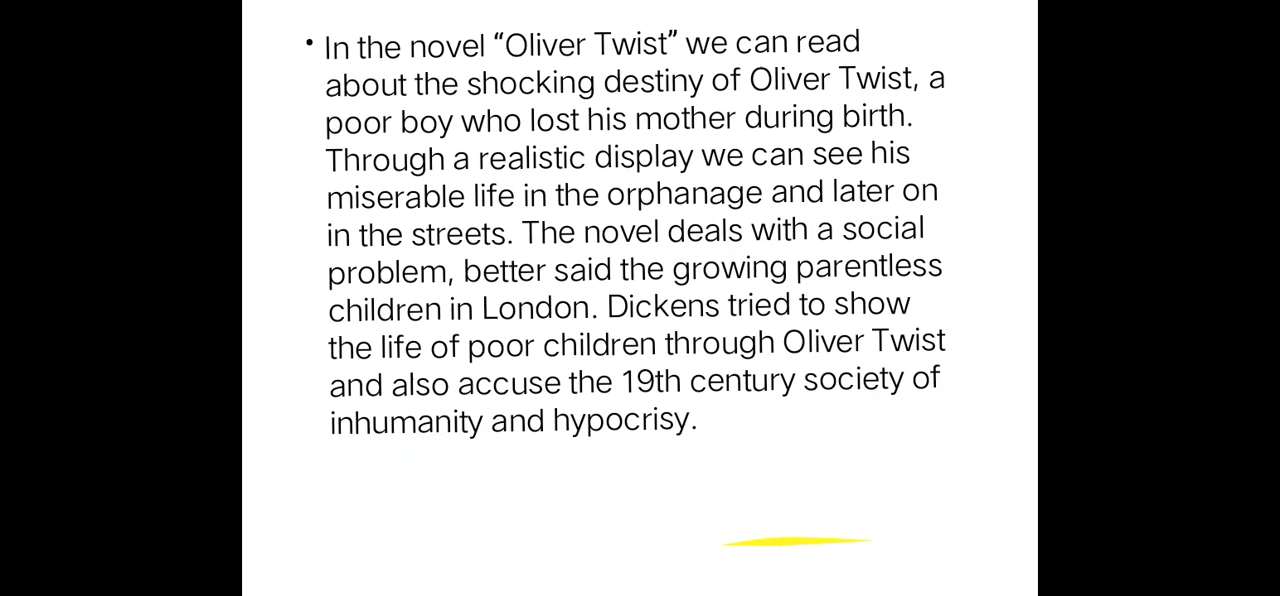 • In the novel “Oliver Twist” we can read
about the shocking destiny of Oliver Twist, a
poor boy who lost his mother during birth.
Through a realistic display we can see his
miserable life in the orphanage and later on
in the streets. The novel deals with a social
problem, better said the growing parentless
children in London. Dickens tried to show
the life of poor children through Oliver Twist
and also accuse the 19th century society of
inhumanity and hypocrisy.